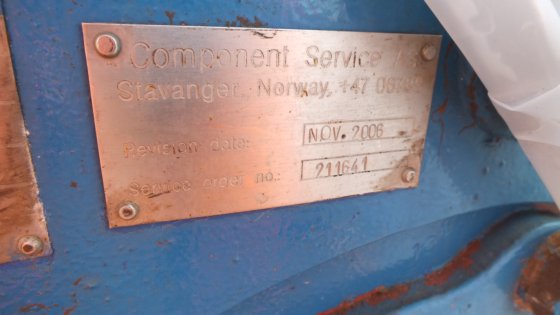 Component Service
Stavanger, Norway, +47
Revision date: NOV. 2006
Service order no.: 211641